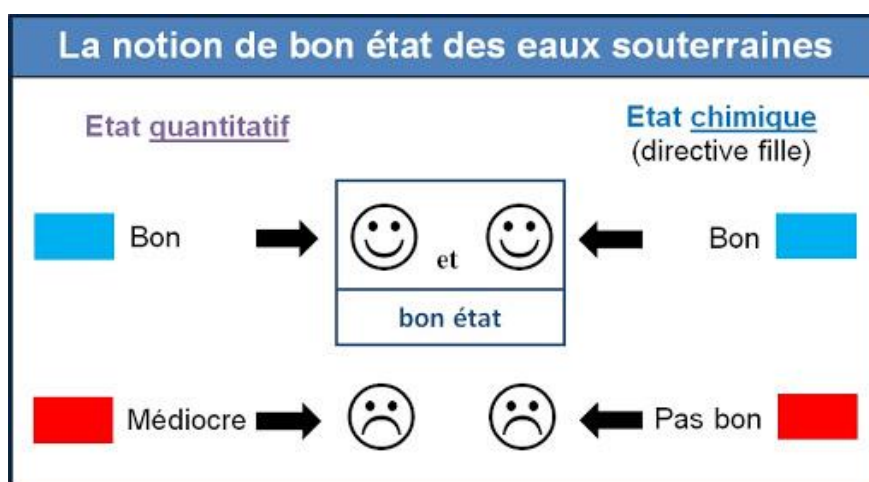 La notion de bon état des eaux souterraines
Etat quantitatif
Etat chimique
(directive fille)
Bon
et
Bon
bon état
Médiocre
Pas bon